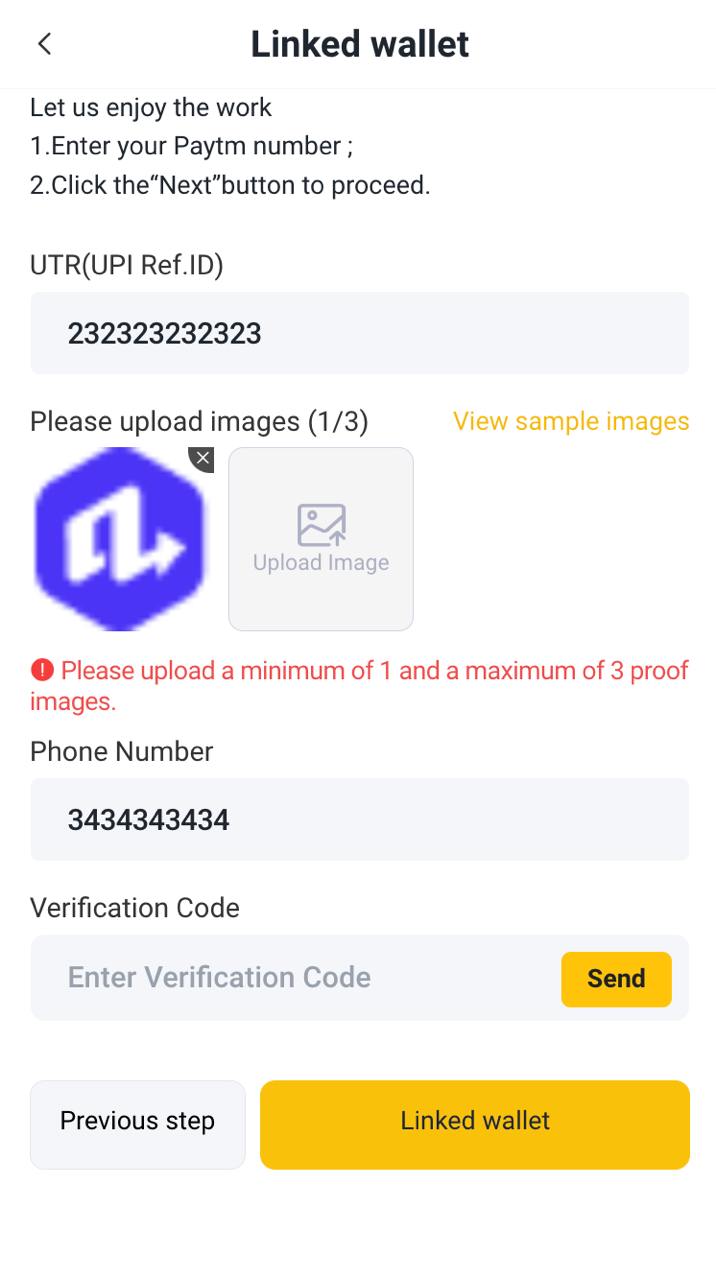 Linked wallet
Let us enjoy the work
1.Enter your Paytm number ;
2.Click the“Next”button to proceed.
UTR(UPI Ref.ID)
232323232323
Please upload images (1/3)
View sample images
Upload Image
Please upload a minimum of 1 and a maximum of 3 proof
images.
Phone Number
3434343434
Verification Code
Enter Verification Code
Send
Previous step
Linked wallet